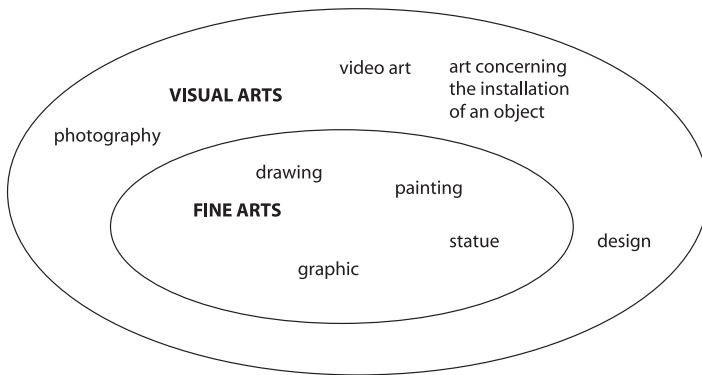 video art
art concerning
the installation
of an object
VISUAL ARTS
photography
drawing
painting
FINE ARTS
statue
design
graphic